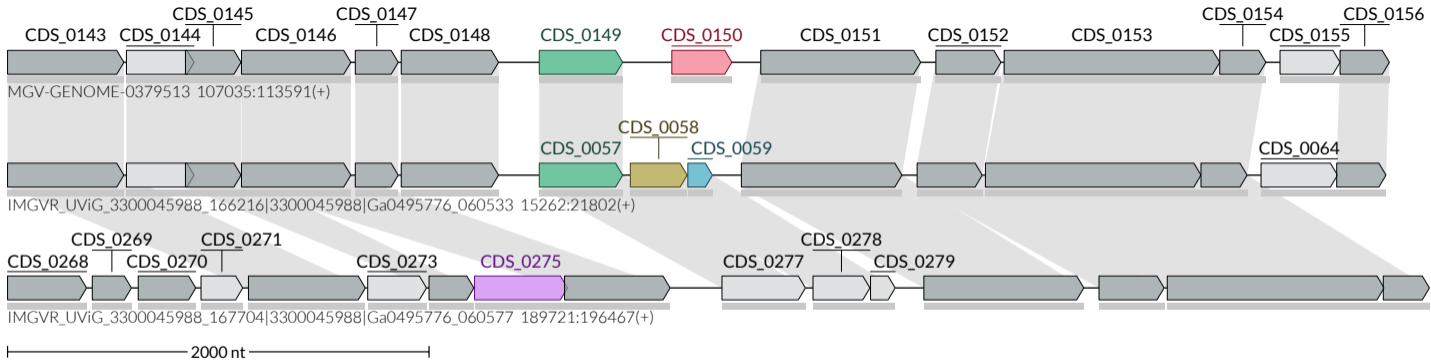 CDS_0145 CDS_0147 CDS_0154 CDS_0156
CDS_0143 CDS_0144 CDS_0146 CDS_0148 CDS_0149 CDS_0150 CDS_0151 CDS_0152 CDS_0153 CDS_0155
MGV-GENOME-0379513 107035:113591(+)
CDS_0058
CDS_0057 CDS_0059 CDS_0064
IMGVR_UViG_3300045988_166216|3300045988|Ga0495776_060533 15262:21802(+)
CDS_0269 CDS_0271 CDS_0278
CDS_0268 CDS_0270 CDS_0273 CDS_0275 CDS_0277 CDS_0279
IMGVR_UViG_3300045988_167704|3300045988|Ga0495776_060577 189721:196467(+)
2000 nt